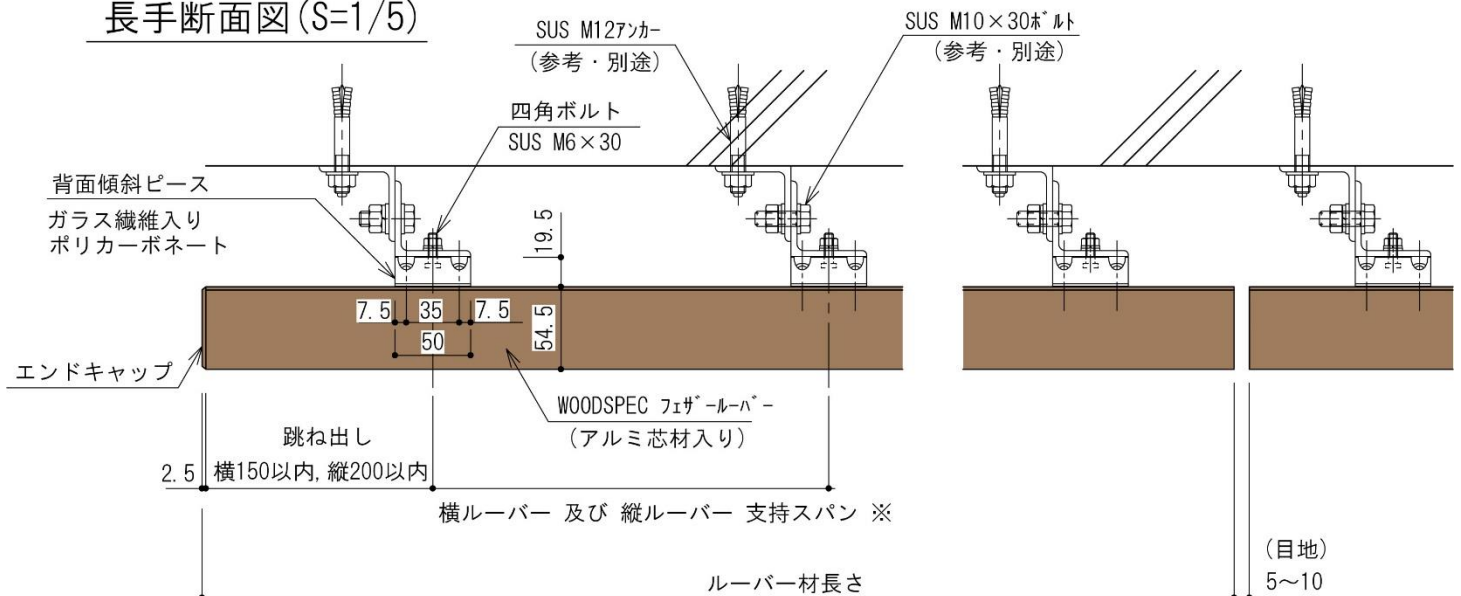 長手断面図(S=1/5)
SUS M12ｱﾝｶｰ
(参考・別途)
SUS M10×30ﾎﾞﾙﾄ
(参考・別途)
四角ボルト
SUS M6×30
背面傾斜ピース
ガラス繊維入り
ポリカーボネート
19.5
7.5
35
7.5
50
54.5
エンドキャップ
WOODSPEC ﾌｪｻﾞｰﾙｰﾊﾞｰ
(アルミ芯材入り)
跳ね出し
2.5
横150以内,縦200以内
横ルーバー 及び 縦ルーバー 支持スパン ※
(目地)
ルーバー材長さ
5〜10